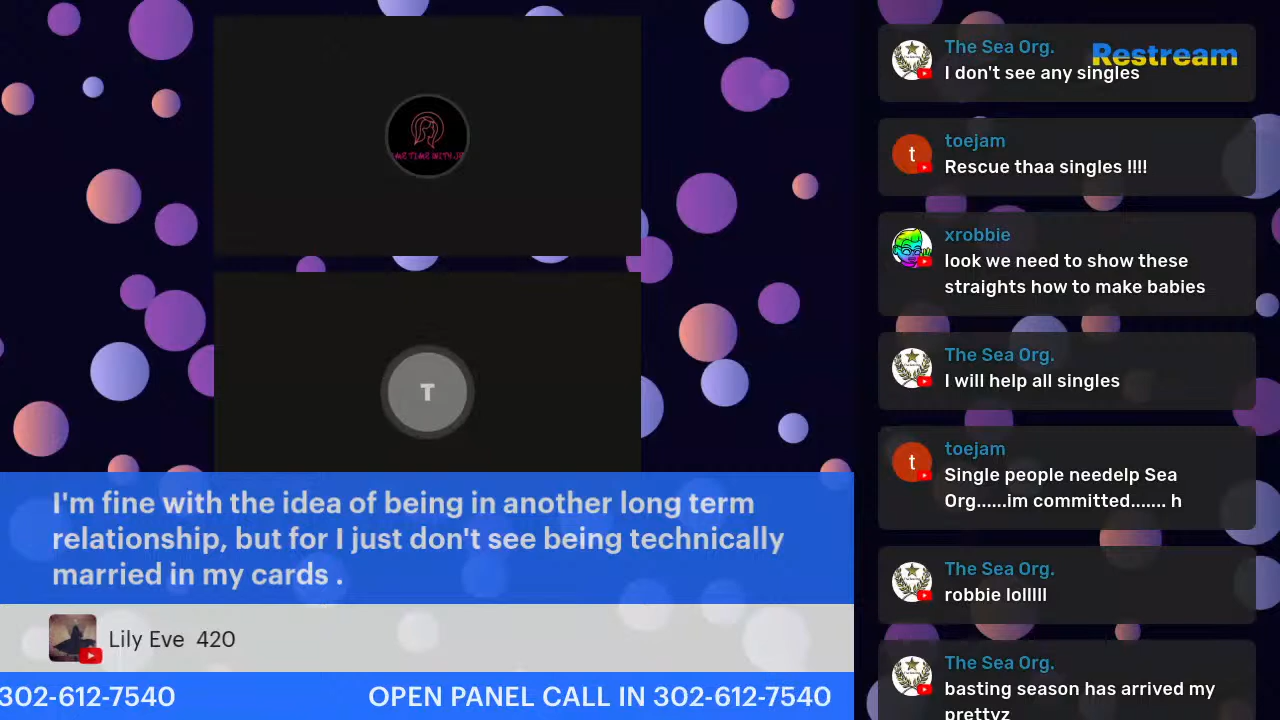 The Sea Org.
Restream
I don't see any singles
toejam
Rescue thaa singles !!!!
xrobbie
look we need to show these
straights how to make babies
The Sea Org.
I will help all singles
toejam
Single people needelp Sea
Org......im committed....... h
The Sea Org.
robbie lolllll
The Sea Org.
basting season has arrived my
prettyz
t
t
T
I'm fine with the idea of being in another long term
relationship, but for I just don't see being technically
married in my cards .
Lily Eve 420
302-612-7540 OPEN PANEL CALL IN 302-612-7540